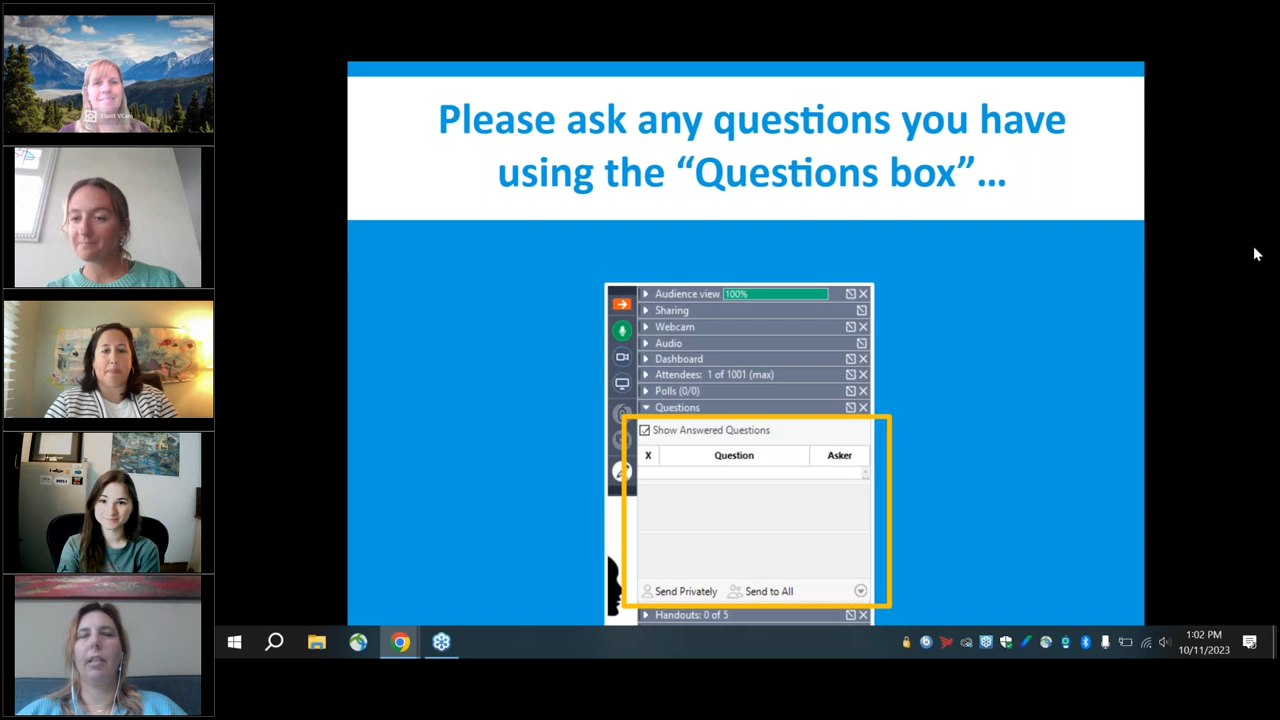 XSplit VCam
Please ask any questions you have
using the “Questions box”…
Audience view 100%
Sharing
Webcam
Audio
Dashboard
Attendees: 1 of 1001 (max)
Polls (0/0)
Questions
Show Answered Questions
X Question Asker
Send Privately Send to All
Handouts: 0 of 5
1:02 PM
10/11/2023